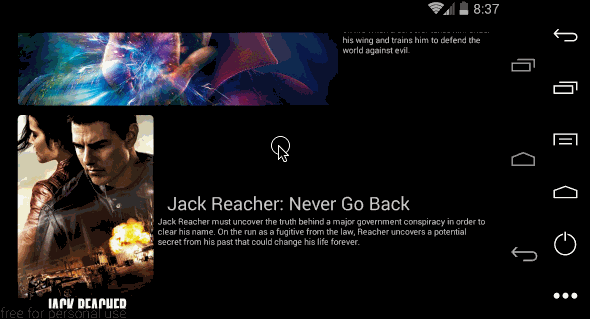 8:37
his wing and trains him to defend the
world against evil.
Jack Reacher: Never Go Back
Jack Reacher must uncover the truth behind a major government conspiracy in order to
clear his name. On the run as a fugitive from the law, Reacher uncovers a potential
secret from his past that could change his life forever.
JACK REACHER
free for personal use